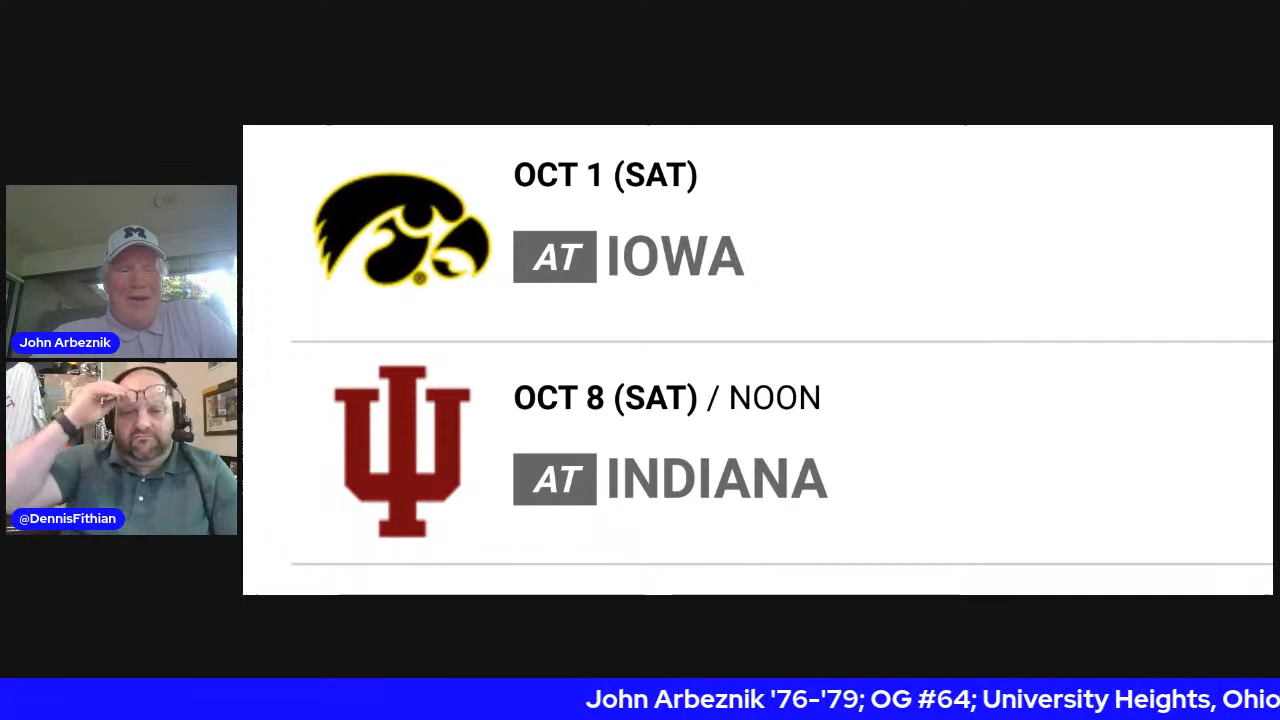 OCT 1 (SAT)
AT IOWA
OCT 8 (SAT) / NOON
AT INDIANA
M
John Arbeznik
@DennisFithian
John Arbeznik '76-'79; OG #64; University Heights, Ohio